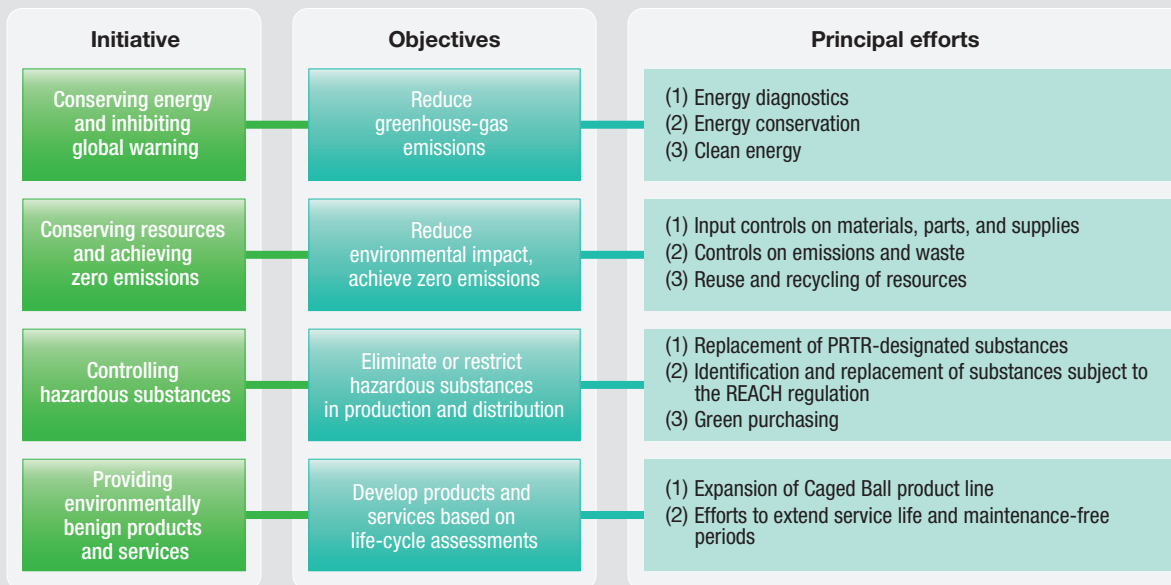 Initiative
Objectives
Principal efforts
Conserving energy
and inhibiting
global warning
Reduce
greenhouse-gas
emissions
(1) Energy diagnostics
(2) Energy conservation
(3) Clean energy
Conserving resources
and achieving
zero emissions
Reduce
environmental impact,
achieve zero emissions
(1) Input controls on materials, parts, and supplies
(2) Controls on emissions and waste
(3) Reuse and recycling of resources
Controlling
hazardous substances
Eliminate or restrict
hazardous substances
in production and distribution
(1) Replacement of PRTR-designated substances
(2) Identification and replacement of substances subject to
the REACH regulation
(3) Green purchasing
Providing
environmentally
benign products
and services
Develop products and
services based on
life-cycle assessments
(1) Expansion of Caged Ball product line
(2) Efforts to extend service life and maintenance-free
periods